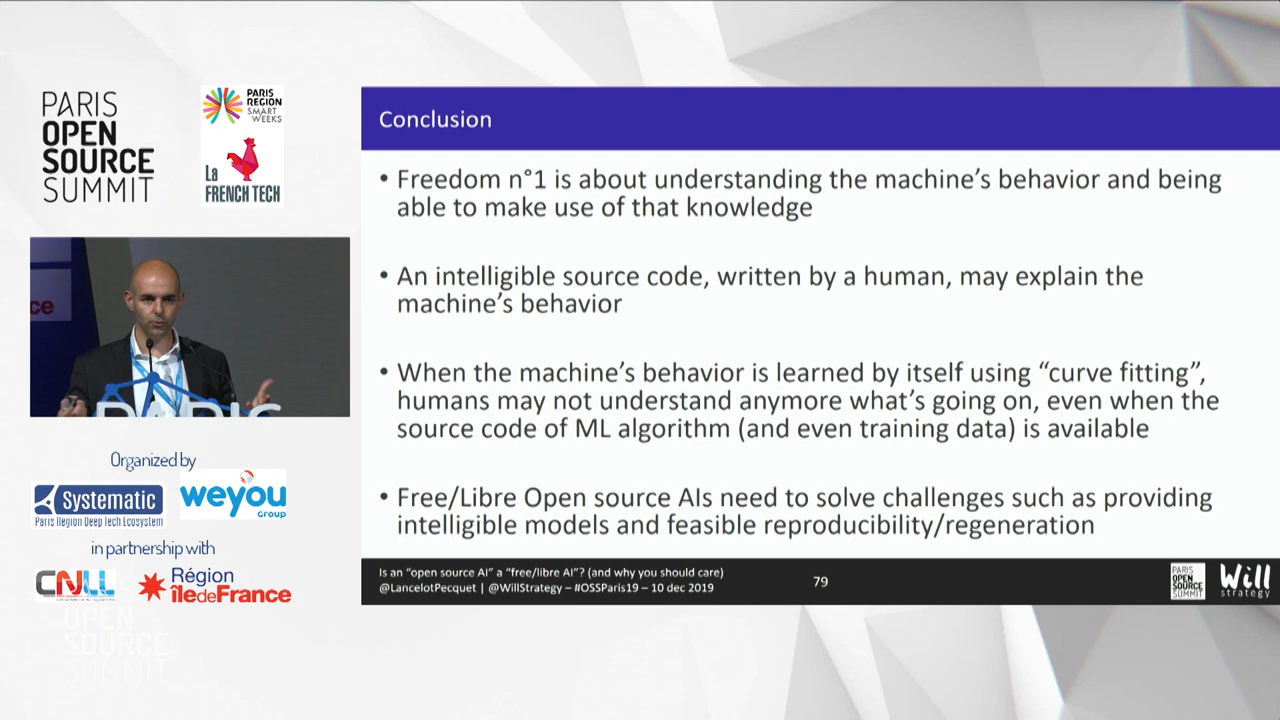 PARIS
OPEN
SOURCE
SUMMIT
PARIS
REGION
SMART
WEEKS
La
FRENCH TECH
ce
PARIS
Organized by
Systematic
Paris Region Deep Tech Ecosystem
weyou
Group
in partnership with
CNLL
Région
îledeFrance
OPEN
SOURCE
SUMMIT
Conclusion
• Freedom n°1 is about understanding the machine’s behavior and being
able to make use of that knowledge
• An intelligible source code, written by a human, may explain the
machine’s behavior
• When the machine’s behavior is learned by itself using “curve fitting”,
humans may not understand anymore what’s going on, even when the
source code of ML algorithm (and even training data) is available
• Free/Libre Open source AIs need to solve challenges such as providing
intelligible models and feasible reproducibility/regeneration
Is an “open source AI” a “free/libre AI”? (and why you should care)
@LancelotPecquet | @WillStrategy – #OSSParis19 – 10 dec 2019
79
PARIS
OPEN
SOURCE
SUMMIT
Will
strategy